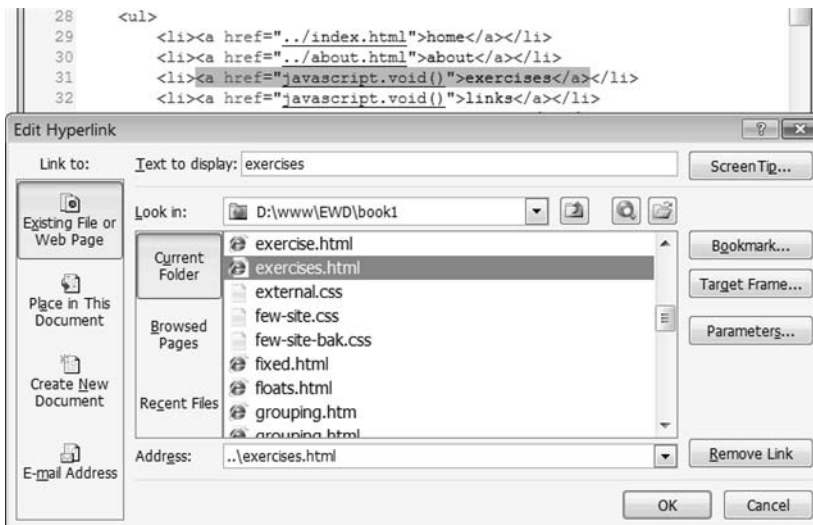 28 <ul>
29 <li><a href="../index.html">home</a></li>
30 <li><a href="../about.html">about</a></li>
31 <li><a href="javascript.void()">exercises</a></li>
32 <li><a href="javascript.void()">links</a></li>
Edit Hyperlink
Link to:
Text to display: exercises
ScreenTip...
Existing File or
Web Page
Place in This
Document
Create New
Document
E-mail Address
Look in: D:\www\EWD\book1
Current
Folder
Browsed
Pages
Recent Files
exercise.html
exercises.html
external.css
few-site.css
few-site-bak.css
fixed.html
floats.html
grouping.htm
grouping.html
Bookmark...
Target Frame...
Parameters...
Address: ..\exercises.html
Remove Link
OK
Cancel